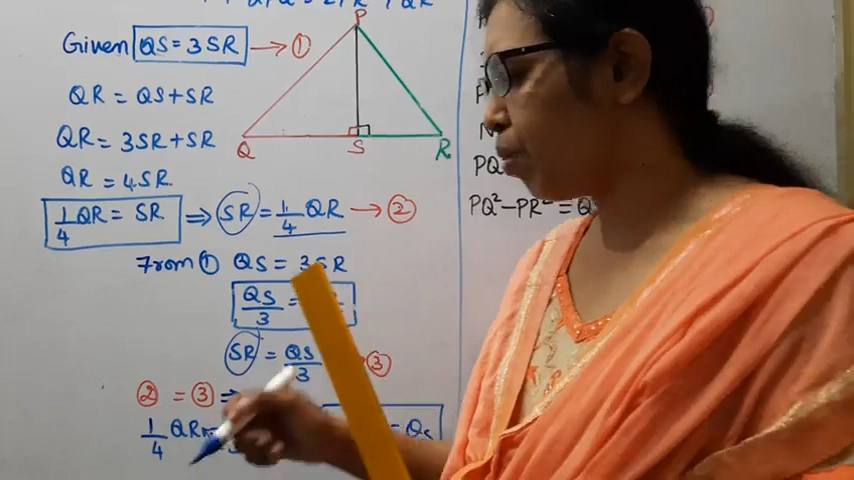 Given QS = 3SR → ①
QR = QS + SR
QR = 3SR + SR
QR = 4SR
1/4 QR = SR ⇒ SR = 1/4 QR → ②
From ① QS = 3SR
QS/3 =
SR = QS/3 ③
② = ③ ⇒
1/4 QR = QS
P
Q
S
R
PQ
PQ² - PR² =